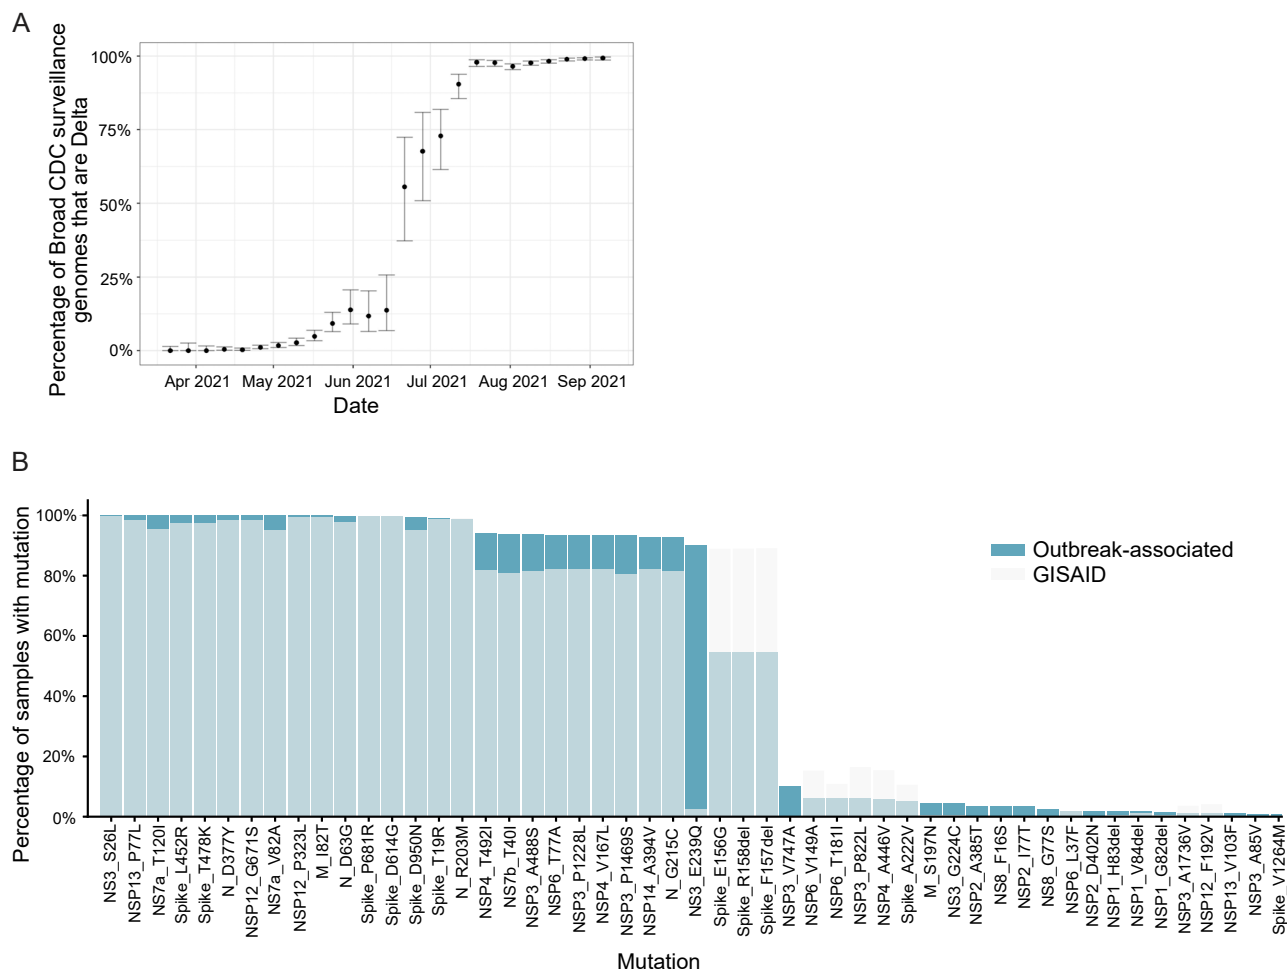 A
Percentage of Broad CDC surveillance
genomes that are Delta
100%
75%
50%
25%
0%
Apr 2021 May 2021 Jun 2021 Jul 2021 Aug 2021 Sep 2021
Date
B
Percentage of samples with mutation
100%
80%
60%
40%
20%
0%
Outbreak-associated
GISAID
NS3_S26L
NSP13_P77L
NS7a_T120I
Spike_L452R
Spike_T478K
N_D377Y
NSP12_G671S
NS7a_V82A
NSP12_P323L
M_I82T
N_D63G
Spike_P681R
Spike_D614G
Spike_D950N
Spike_T19R
N_R203M
NSP4_T492I
NS7b_T40I
NSP3_A488S
NSP6_T77A
NSP3_P1228L
NSP4_V167L
NSP3_P1469S
NSP14_A394V
N_G215C
NS3_E239Q
Spike_E156G
Spike_R158del
Spike_F157del
NSP3_V747A
NSP6_V149A
NSP6_T181I
NSP3_P822L
NSP4_A446V
Spike_A222V
M_S197N
NS3_G224C
NSP2_A385T
NS8_F16S
NSP2_I77T
NS8_G77S
NSP6_L37F
NSP2_D402N
NSP1_H83del
NSP1_V84del
NSP1_G82del
NSP3_A1736V
NSP12_F192V
NSP13_V103F
NSP3_A85V
Spike_V1264M
Mutation